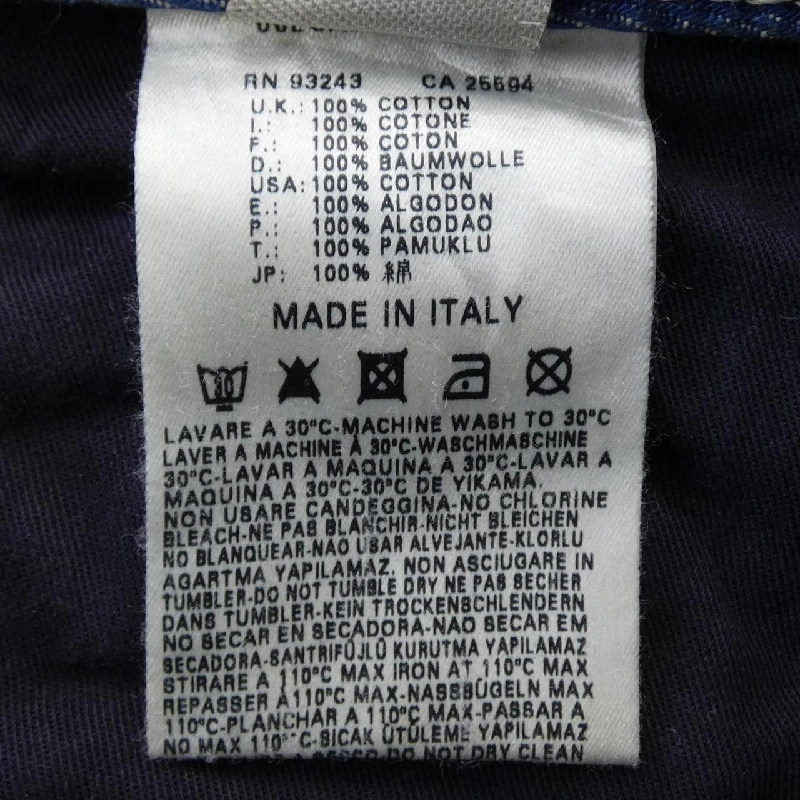 RN 93243 CA 25594
U.K.: 100% COTTON
I.: 100% COTONE
F.: 100% COTON
D.: 100% BAUMWOLLE
USA: 100% COTTON
E.: 100% ALGODON
P.: 100% ALGODAO
T.: 100% PAMUKLU
JP: 100% 綿
MADE IN ITALY
30
LAVARE A 30°C-MACHINE WASH TO 30°C
LAVER A MACHINE À 30°C-WASCHMASCHINE
30°C-LAVAR A MAQUINA A 30°C-LAVAR A
MAQUINA A 30°C-30°C DE YIKAMA.
NON USARE CANDEGGINA-NO CHLORINE
BLEACH-NE PAS BLANCHIR-NICHT BLEICHEN
NO BLANQUEAR-NAO USAR ALVEJANTE-KLORLU
AGARTMA YAPILAMAZ. NON ASCIUGARE IN
TUMBLER-DO NOT TUMBLE DRY NE PAS SECHER
DANS TUMBLER-KEIN TROCKENSCHLENDERN
NO SECAR EN SECADORA-NAO SECAR EM
SECADORA-SANTRIFÜJLÜ KURUTMA YAPILAMAZ
STIRARE A 110°C MAX IRON AT 110°C MAX
REPASSER À110°C MAX-NASSBÜGELN MAX
110°C-PLANCHAR A 110°C MAX-PASSAR A
NO MAX 110°C-SICAK ÜTÜLEME YAPILAMAZ
A SECCO-DO NOT DRY CLEAN